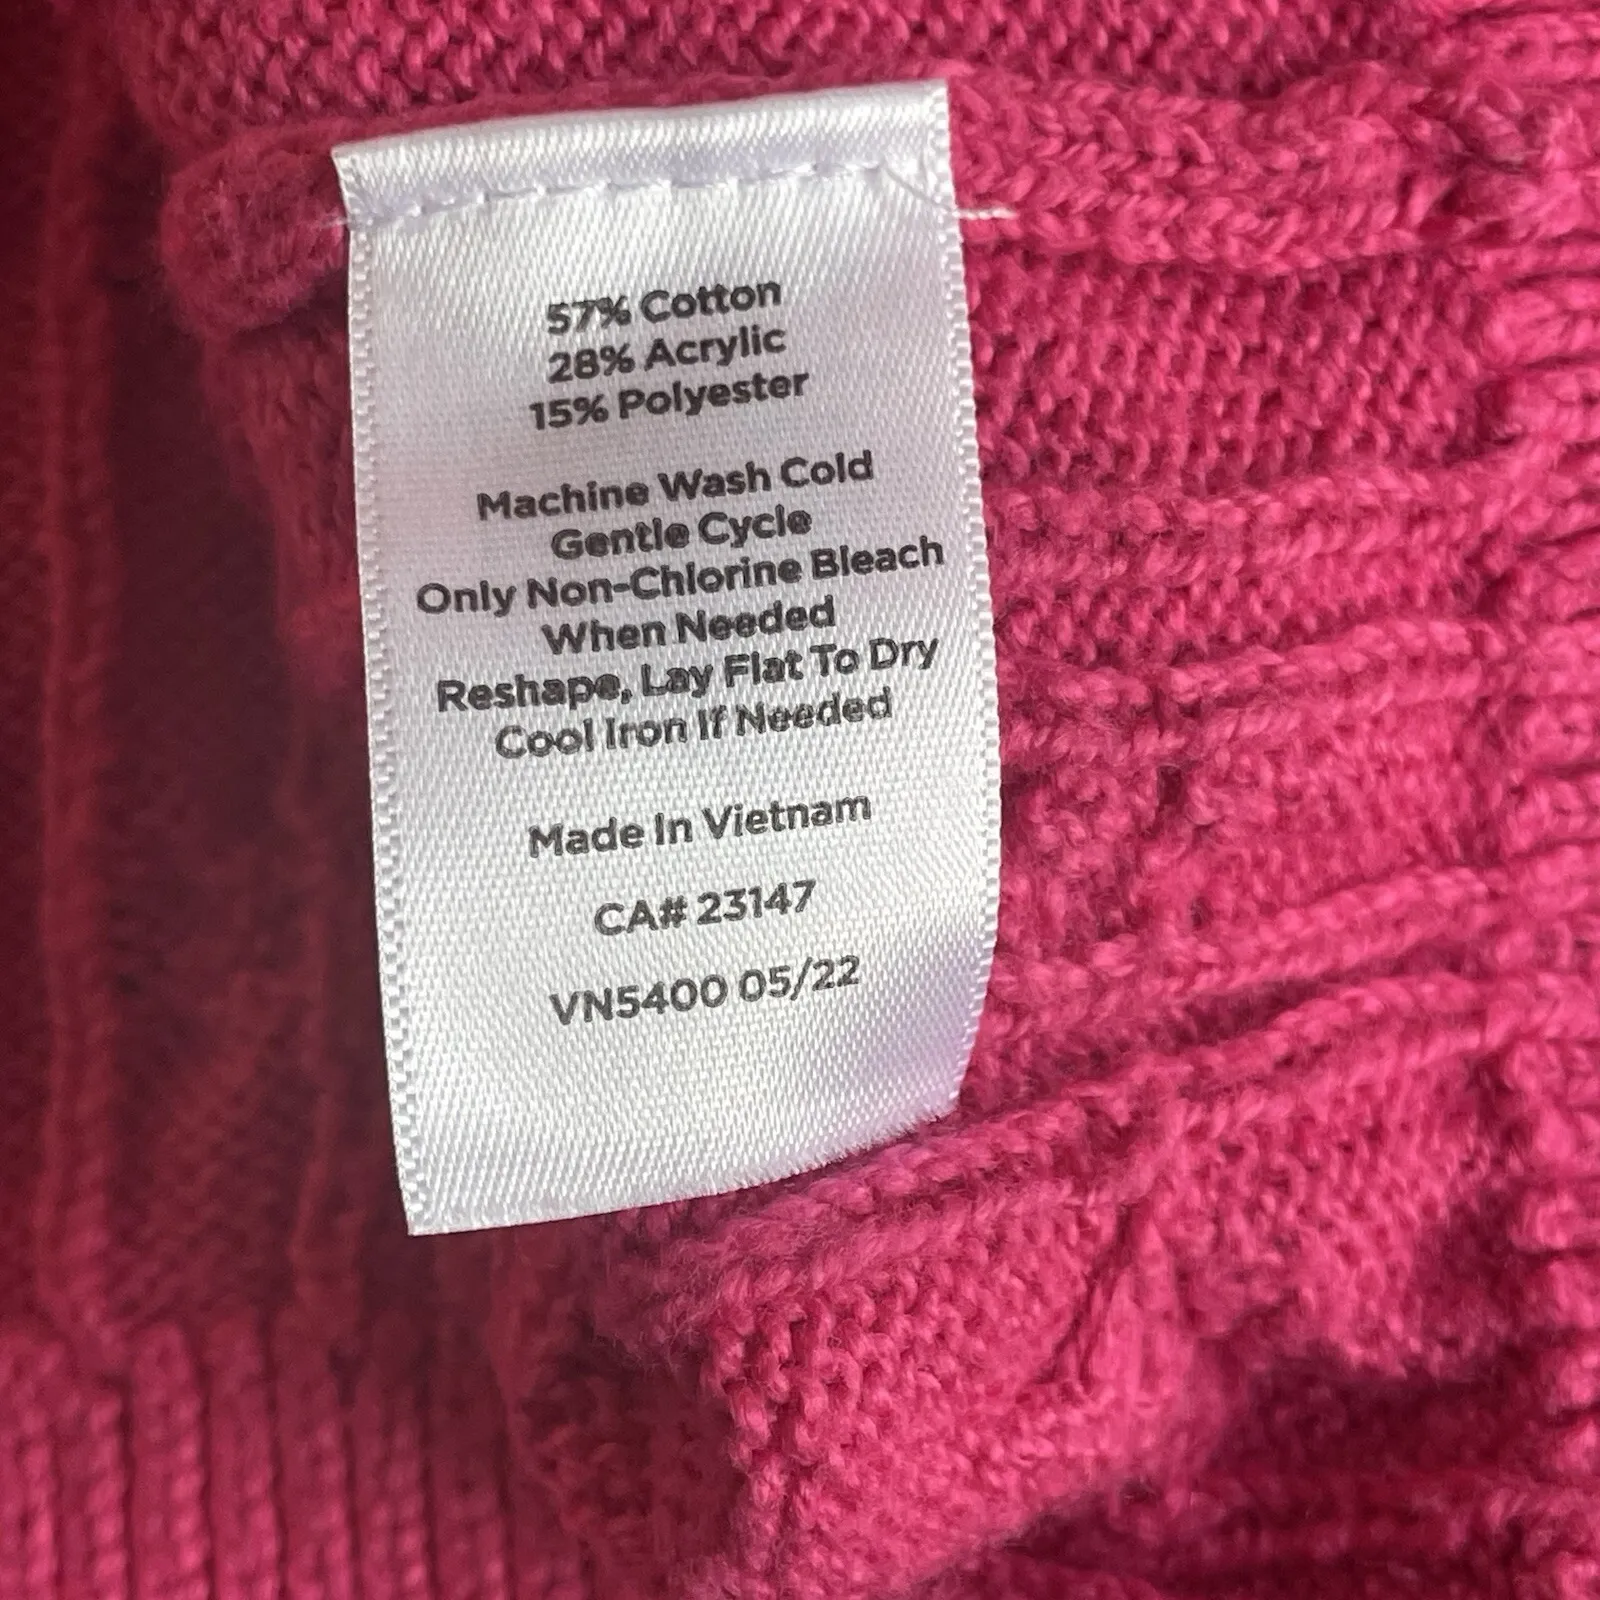 57% Cotton
28% Acrylic
15% Polyester
Machine Wash Cold
Gentle Cycle
Only Non-Chlorine Bleach
When Needed
Reshape, Lay Flat To Dry
Cool Iron If Needed
Made In Vietnam
CA# 23147
VN5400 05/22